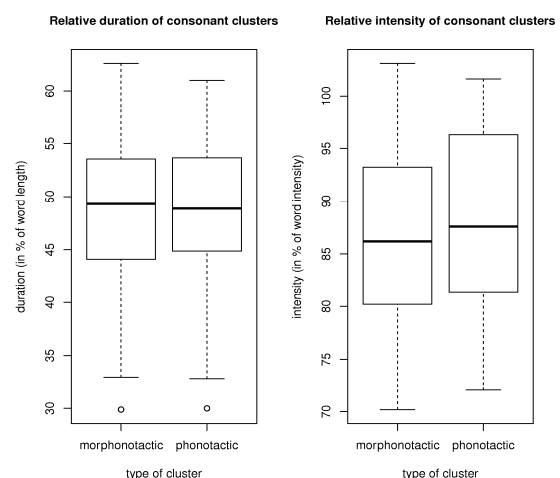 Relative duration of consonant clusters
duration (in % of word length)
60
55
50
45
40
35
30
morphonotactic phonotactic
type of cluster
Relative intensity of consonant clusters
intensity (in % of word intensity)
100
95
90
85
80
75
70
morphonotactic phonotactic
type of cluster